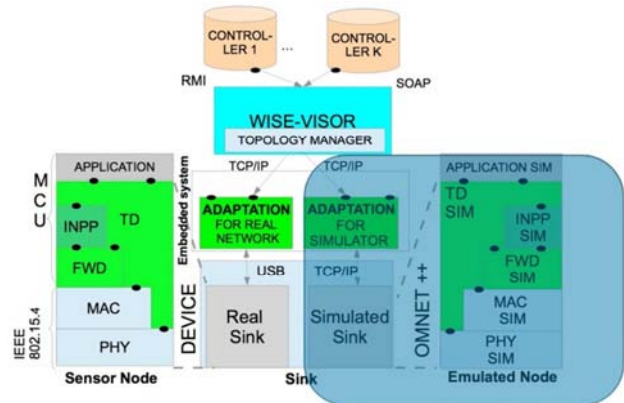 CONTROL-
LER 1
...
CONTROL-
LER K
RMI
SOAP
WISE-VISOR
TOPOLOGY MANAGER
TCP/IP
TCP/IP
MCU
APPLICATION
TD
INPP
FWD
IEEE
802.15.4
MAC
PHY
Sensor Node
Embedded system
ADAPTATION
FOR REAL
NETWORK
ADAPTATION
FOR
SIMULATOR
USB
TCP/IP
DEVICE
Real
Sink
Simulated
Sink
Sink
OMNET ++
APPLICATION SIM
TD
SIM
INPP
SIM
FWD
SIM
MAC
SIM
PHY
SIM
Emulated Node